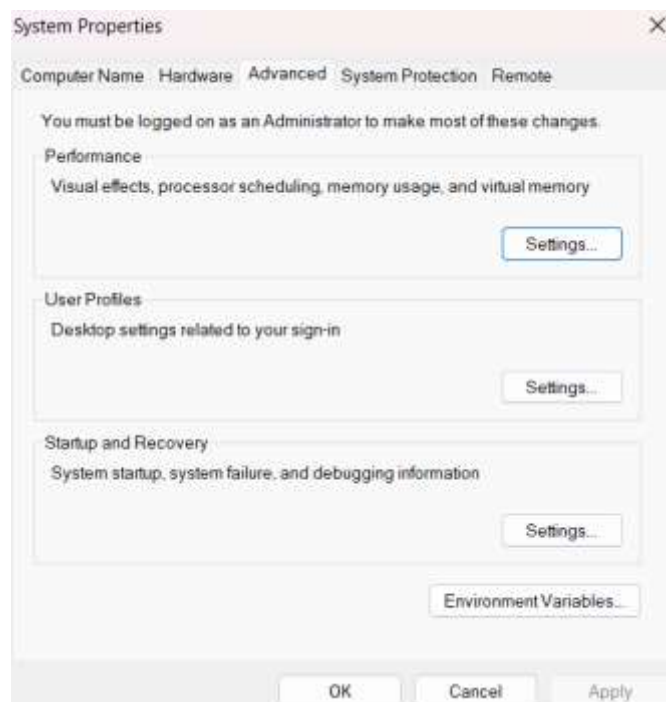 System Properties
Computer Name Hardware Advanced System Protection Remote
You must be logged on as an Administrator to make most of these changes.
Performance
Visual effects, processor scheduling, memory usage, and virtual memory
Settings...
User Profiles
Desktop settings related to your sign-in
Settings...
Startup and Recovery
System startup, system failure, and debugging information
Settings...
Environment Variables...
OK Cancel Apply